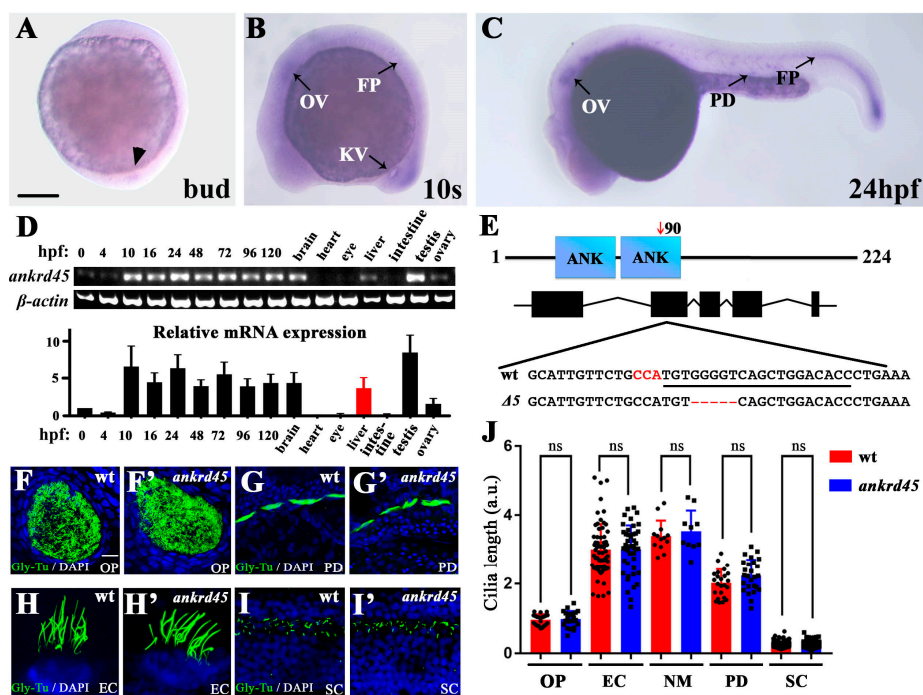 A
bud
B
OV
FP
KV
10s
C
OV
PD
FP
24hpf
D
hpf: 0 4 10 16 24 48 72 96 120 brain heart eye liver intestine testis ovary
ankrd45
β-actin
Relative mRNA expression
10
5
0
hpf: 0 4 10 16 24 48 72 96 120 brain heart eye liver intes-tine testis ovary
E
↓90
1 ANK ANK 224
wt GCATTGTTCTGCCATGTGGGGTCAGCTGGACACCCTGAAA
Δ5 GCATTGTTCTGCCATGT-----CAGCTGGACACCCTGAAA
F wt
Gly-Tu / DAPI OP
F' ankrd45
OP
G wt
Gly-Tu / DAPI PD
G' ankrd45
PD
H wt
Gly-Tu / DAPI EC
H' ankrd45
EC
I wt
Gly-Tu / DAPI SC
I' ankrd45
SC
J
ns ns ns ns ns
wt
ankrd45
Cilia length (a.u.)
6
4
2
0
OP EC NM PD SC